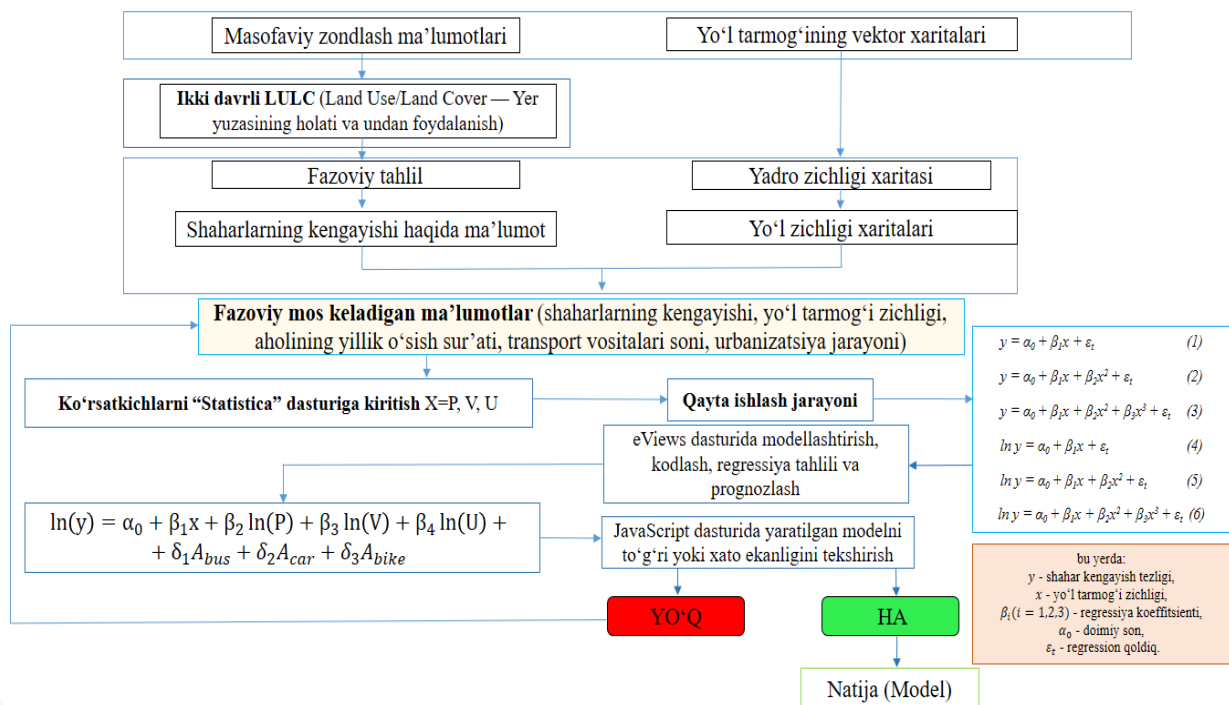 Masofaviy zondlash ma’lumotlari
Yo‘l tarmog‘ining vektor xaritalari
Ikki davrli LULC (Land Use/Land Cover — Yer
yuzasining holati va undan foydalanish)
Fazoviy tahlil
Yadro zichligi xaritasi
Shaharlarning kengayishi haqida ma’lumot
Yo‘l zichligi xaritalari
Fazoviy mos keladigan ma’lumotlar (shaharlarning kengayishi, yo‘l tarmog‘i zichligi,
aholining yillik o‘sish sur’ati, transport vositalari soni, urbanizatsiya jarayoni)
Ko‘rsatkichlarni “Statistica” dasturiga kiritish X=P, V, U
Qayta ishlash jarayoni
y = α₀ + β₁x + εₜ (1)
y = α₀ + β₁x + β₂x² + εₜ (2)
y = α₀ + β₁x + β₂x² + β₃x³ + εₜ (3)
ln y = α₀ + β₁x + εₜ (4)
ln y = α₀ + β₁x + β₂x² + εₜ (5)
ln y = α₀ + β₁x + β₂x² + β₃x³ + εₜ (6)
eViews dasturida modellashtirish,
kodlash, regressiya tahlili va
prognozlash
ln(y) = α₀ + β₁x + β₂ ln(P) + β₃ ln(V) + β₄ ln(U) +
+ δ₁A_bus + δ₂A_car + δ₃A_bike
JavaScript dasturida yaratilgan modelni
to‘g‘ri yoki xato ekanligini tekshirish
YO‘Q
HA
bu yerda:
y - shahar kengayish tezligi,
x - yo‘l tarmog‘i zichligi,
βᵢ(i = 1,2,3) - regressiya koeffitsienti,
α₀ - doimiy son,
εₜ - regression qoldiq.
Natija (Model)